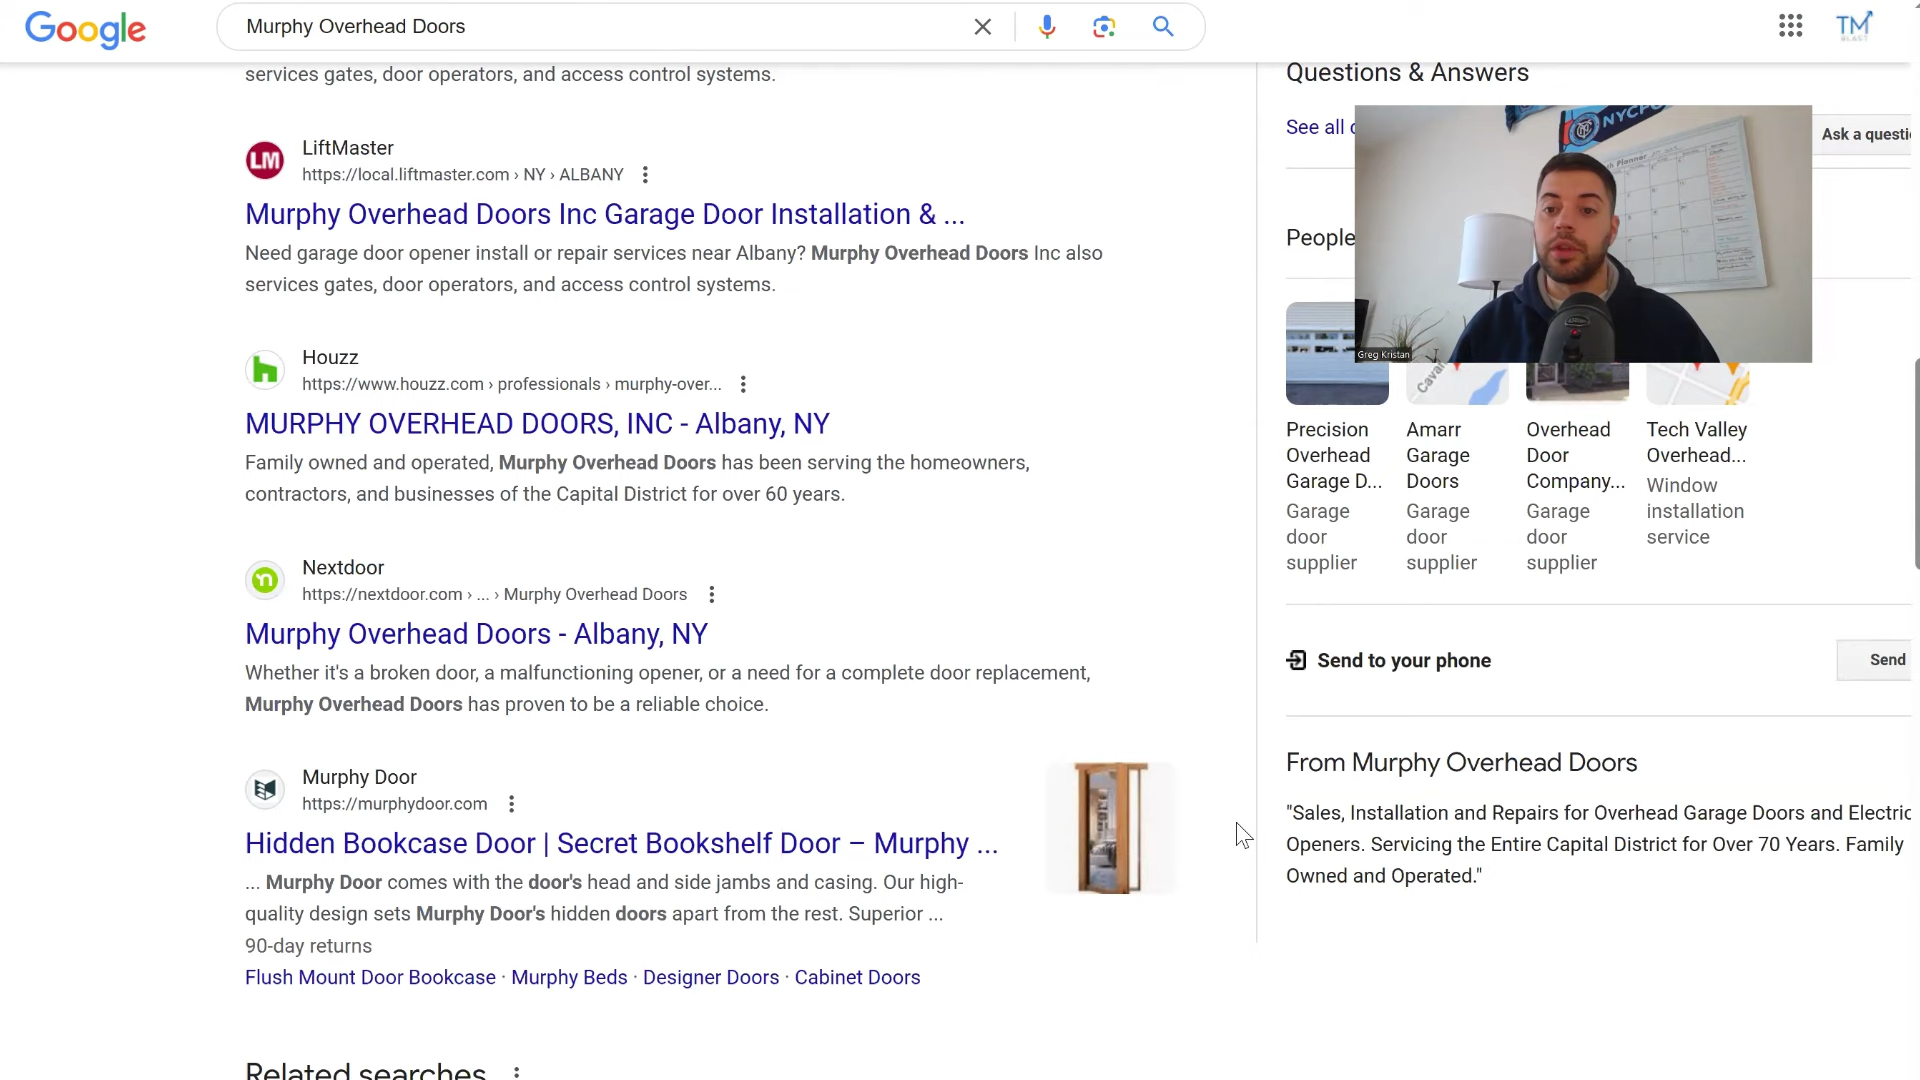 Google
Murphy Overhead Doors
TM
BLAST
services gates, door operators, and access control systems.
LM
LiftMaster
https://local.liftmaster.com › NY › ALBANY
Murphy Overhead Doors Inc Garage Door Installation & ...
Need garage door opener install or repair services near Albany? Murphy Overhead Doors Inc also
services gates, door operators, and access control systems.
Houzz
https://www.houzz.com › professionals › murphy-over...
MURPHY OVERHEAD DOORS, INC - Albany, NY
Family owned and operated, Murphy Overhead Doors has been serving the homeowners,
contractors, and businesses of the Capital District for over 60 years.
n
Nextdoor
https://nextdoor.com › ... › Murphy Overhead Doors
Murphy Overhead Doors - Albany, NY
Whether it's a broken door, a malfunctioning opener, or a need for a complete door replacement,
Murphy Overhead Doors has proven to be a reliable choice.
Murphy Door
https://murphydoor.com
Hidden Bookcase Door | Secret Bookshelf Door – Murphy ...
... Murphy Door comes with the door's head and side jambs and casing. Our high-
quality design sets Murphy Door's hidden doors apart from the rest. Superior ...
90-day returns
Flush Mount Door Bookcase · Murphy Beds · Designer Doors · Cabinet Doors
Related searches
Questions & Answers
See all
Ask a questi
NYCFC
Planner
People
Greg Kristan
Precision
Overhead
Garage D...
Garage
door
supplier
Amarr
Garage
Doors
Garage
door
supplier
Overhead
Door
Company...
Garage
door
supplier
Tech Valley
Overhead...
Window
installation
service
Send to your phone
Send
From Murphy Overhead Doors
"Sales, Installation and Repairs for Overhead Garage Doors and Electric
Openers. Servicing the Entire Capital District for Over 70 Years. Family
Owned and Operated."